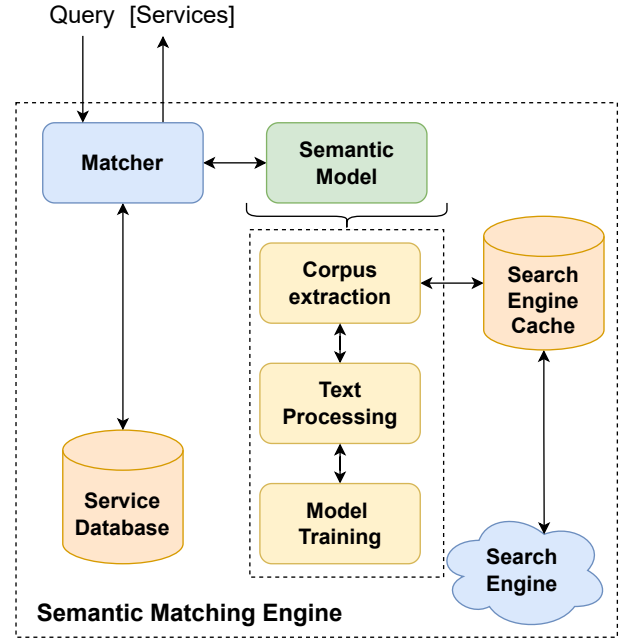 Query [Services]
Matcher
Semantic
Model
Corpus
extraction
Search
Engine
Cache
Text
Processing
Service
Database
Model
Training
Search
Engine
Semantic Matching Engine